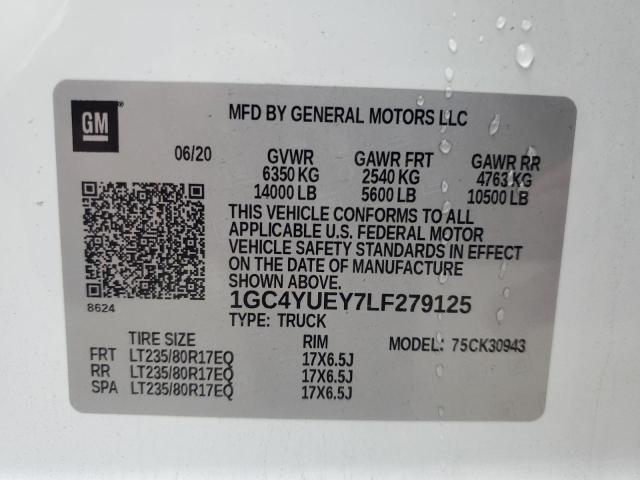 GM
MFD BY GENERAL MOTORS LLC
06/20 GVWR GAWR FRT GAWR RR
6350 KG 2540 KG 4763 KG
14000 LB 5600 LB 10500 LB
THIS VEHICLE CONFORMS TO ALL
APPLICABLE U.S. FEDERAL MOTOR
VEHICLE SAFETY STANDARDS IN EFFECT
ON THE DATE OF MANUFACTURE
SHOWN ABOVE.
8624
1GC4YUEY7LF279125
TYPE: TRUCK
TIRE SIZE RIM MODEL: 75CK30943
FRT LT235/80R17EQ 17X6.5J
RR LT235/80R17EQ 17X6.5J
SPA LT235/80R17EQ 17X6.5J